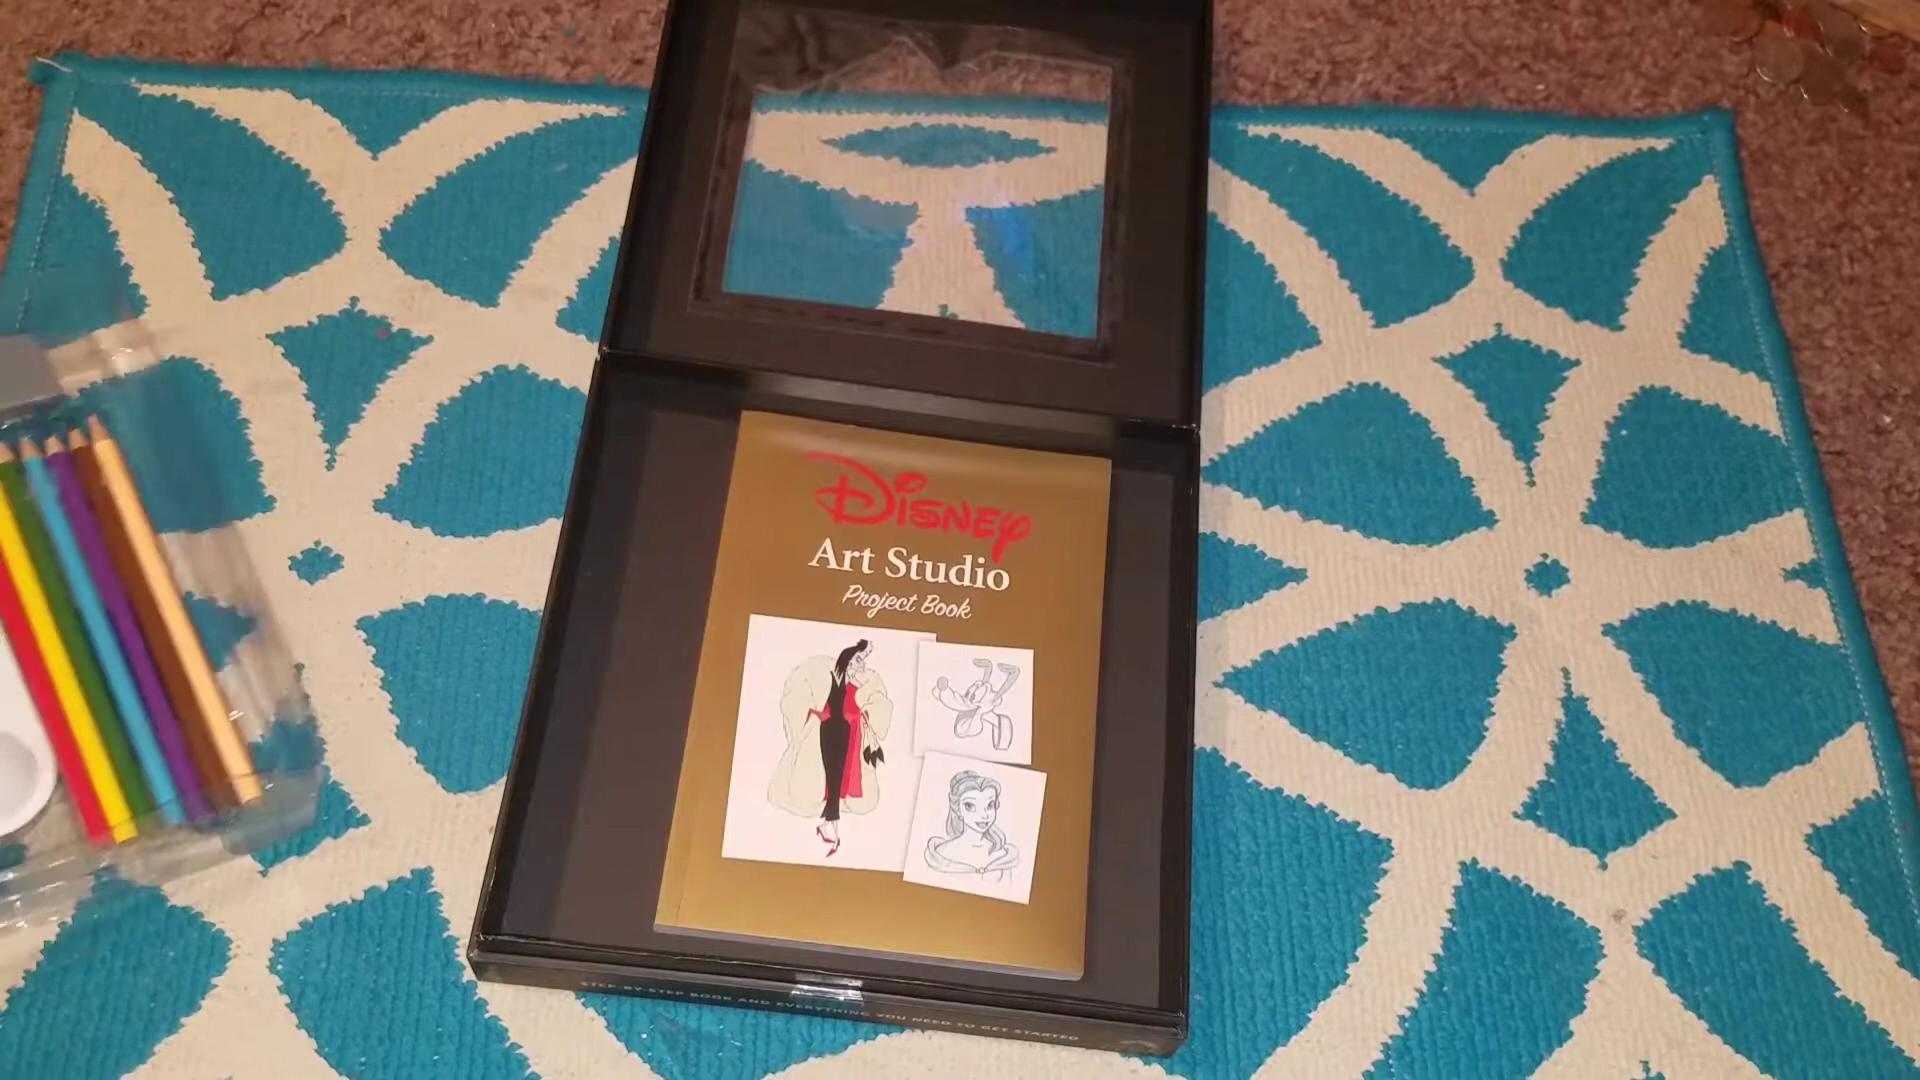 Disney
Art Studio
Project Book
STEP-BY-STEP BOOK AND EVERYTHING YOU NEED TO GET STARTED